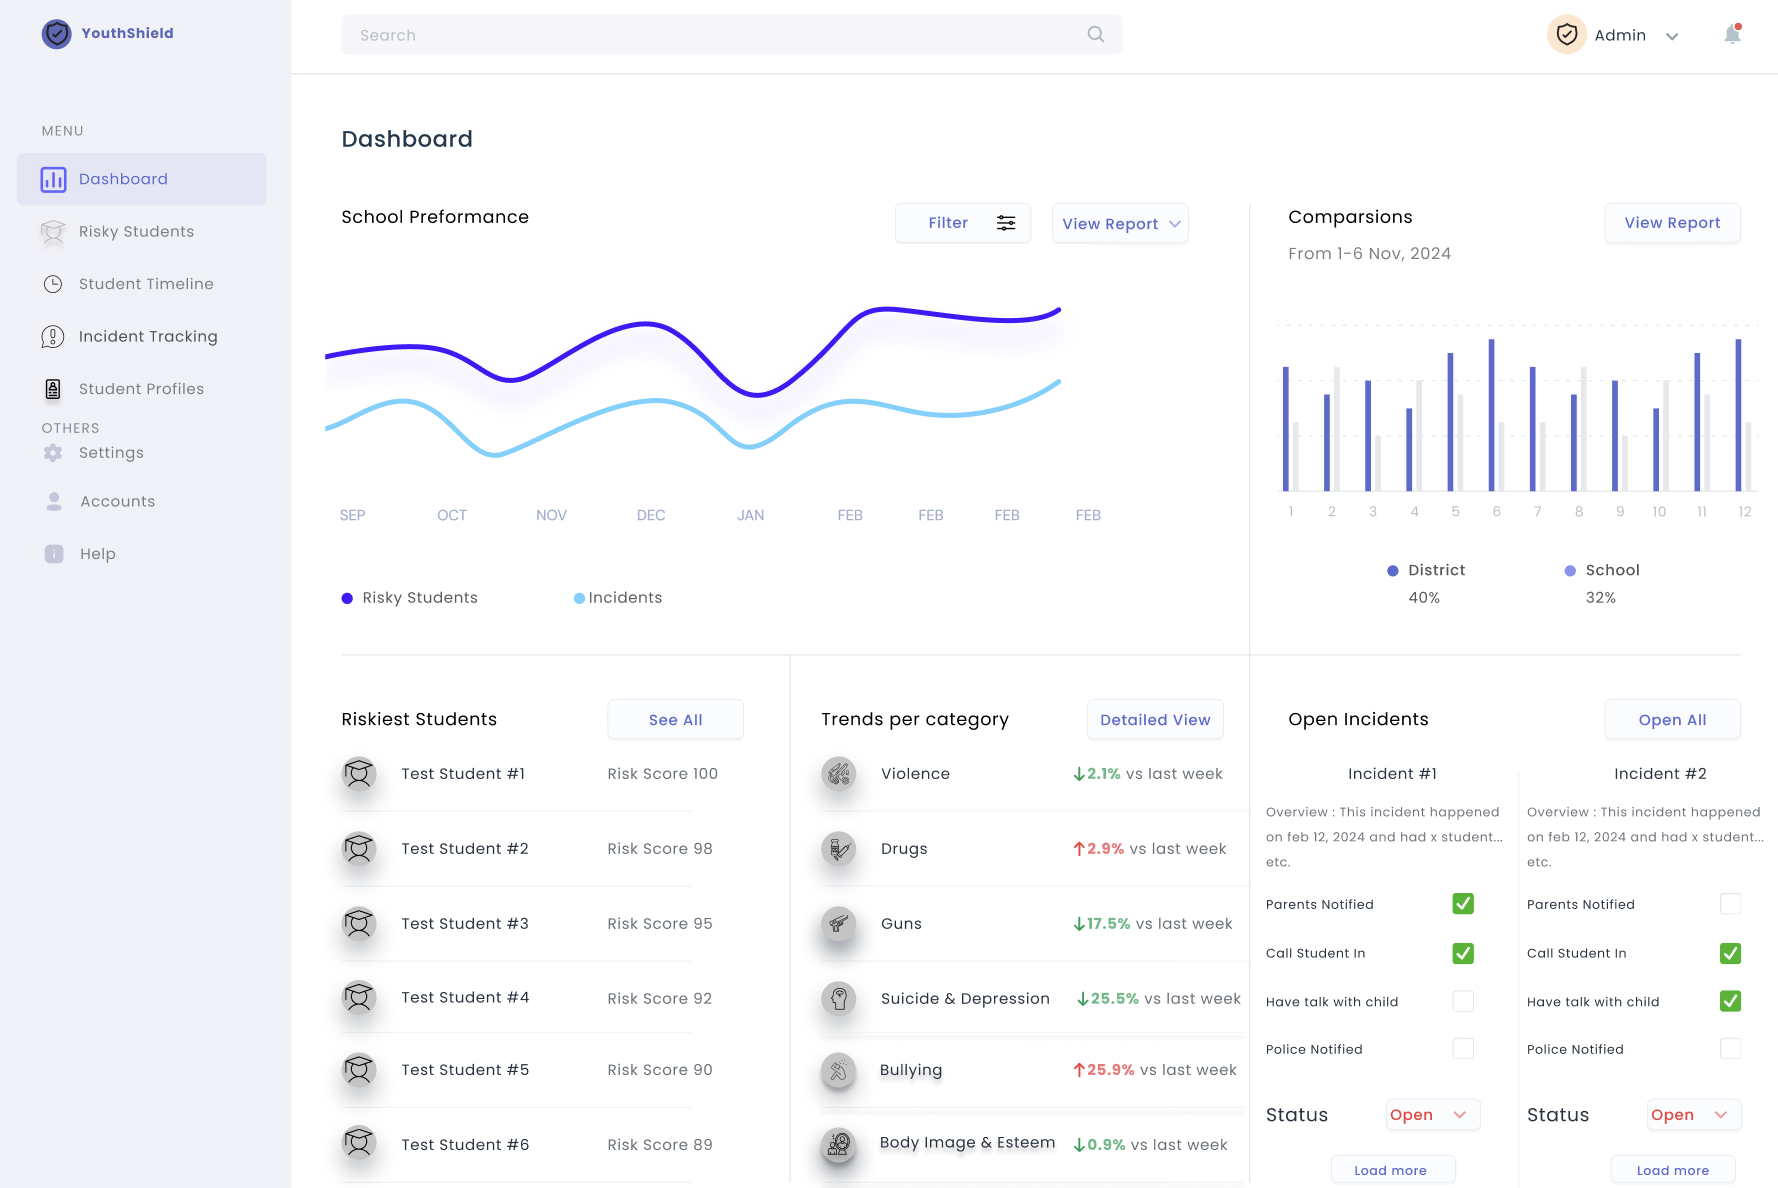 YouthShield
Search
Admin
MENU
Dashboard
Risky Students
Student Timeline
Incident Tracking
Student Profiles
OTHERS
Settings
Accounts
Help
Dashboard
School Preformance
Filter
View Report
SEP OCT NOV DEC JAN FEB FEB FEB FEB
Risky Students Incidents
Comparsions
View Report
From 1-6 Nov, 2024
1 2 3 4 5 6 7 8 9 10 11 12
District School
40% 32%
Riskiest Students
See All
Test Student #1 Risk Score 100
Test Student #2 Risk Score 98
Test Student #3 Risk Score 95
Test Student #4 Risk Score 92
Test Student #5 Risk Score 90
Test Student #6 Risk Score 89
Trends per category
Detailed View
Violence ↓2.1% vs last week
Drugs ↑2.9% vs last week
Guns ↓17.5% vs last week
Suicide & Depression ↓25.5% vs last week
Bullying ↑25.9% vs last week
Body Image & Esteem ↓0.9% vs last week
Open Incidents
Open All
Incident #1
Overview : This incident happened
on feb 12, 2024 and had x student...
etc.
Parents Notified
Call Student In
Have talk with child
Police Notified
Status Open
Load more
Incident #2
Overview : This incident happened
on feb 12, 2024 and had x student...
etc.
Parents Notified
Call Student In
Have talk with child
Police Notified
Status Open
Load more